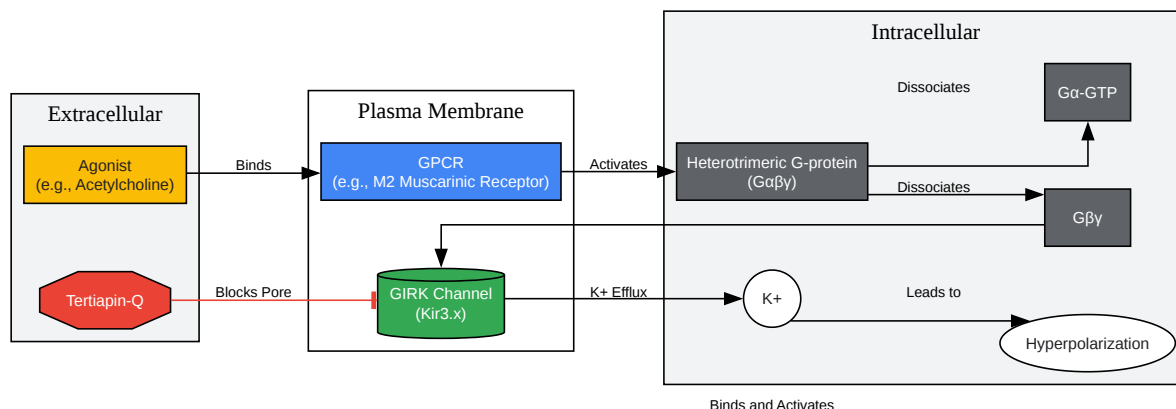 Intracellular
Extracellular
Plasma Membrane
Dissociates
Gα-GTP
Agonist
(e.g., Acetylcholine)
Binds
GPCR
(e.g., M2 Muscarinic Receptor)
Activates
Heterotrimeric G-protein
(Gαβγ)
Dissociates
Gβγ
Tertiapin-Q
Blocks Pore
GIRK Channel
(Kir3.x)
K+ Efflux
K+
Leads to
Hyperpolarization
Binds and Activates